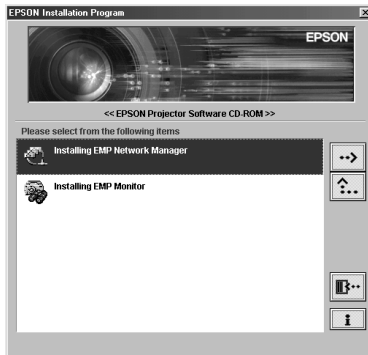 EPSON Installation Program
EPSON
<< EPSON Projector Software CD-ROM >>
Please select from the following items
Installing EMP Network Manager
Installing EMP Monitor